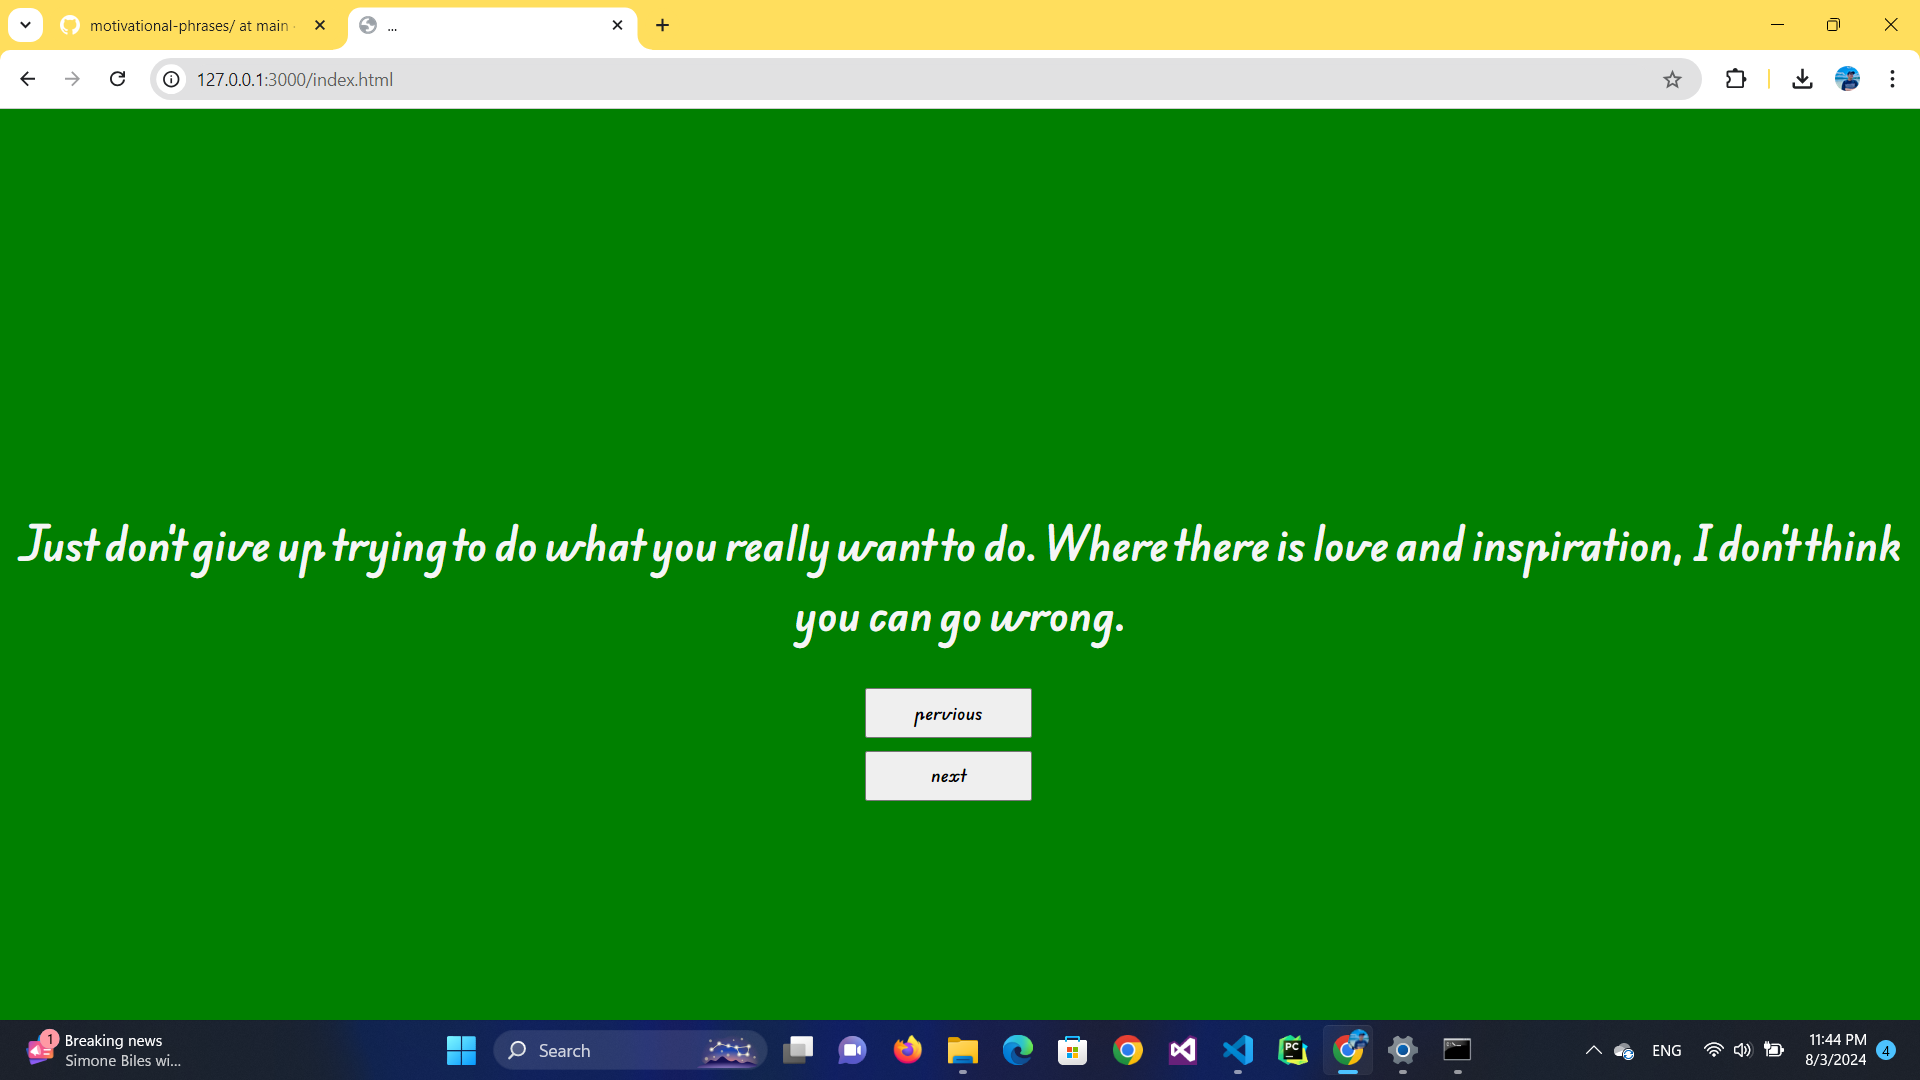 motivational-phrases/ at main
...
127.0.0.1:3000/index.html
Just don't give up trying to do what you really want to do. Where there is love and inspiration, I don't think
you can go wrong.
pervious
next
1
Breaking news
Simone Biles wi...
Search
PC
ENG
11:44 PM
8/3/2024
4